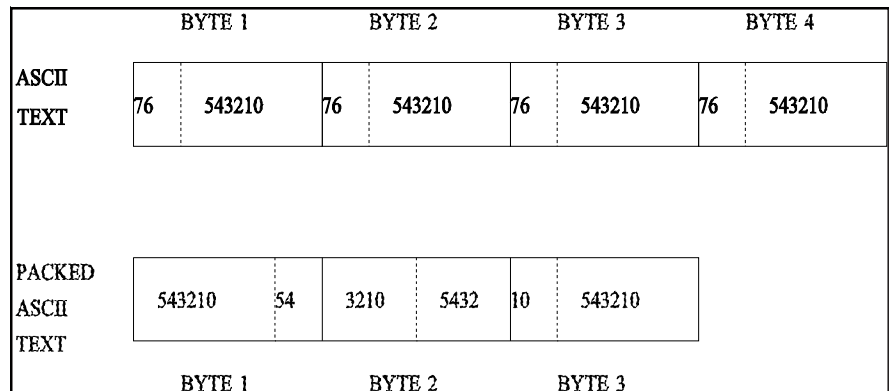 BYTE 1 BYTE 2 BYTE 3 BYTE 4
ASCII
TEXT
76 543210 76 543210 76 543210 76 543210
PACKED
ASCII
TEXT
543210 54 3210 5432 10 543210
BYTE 1 BYTE 2 BYTE 3